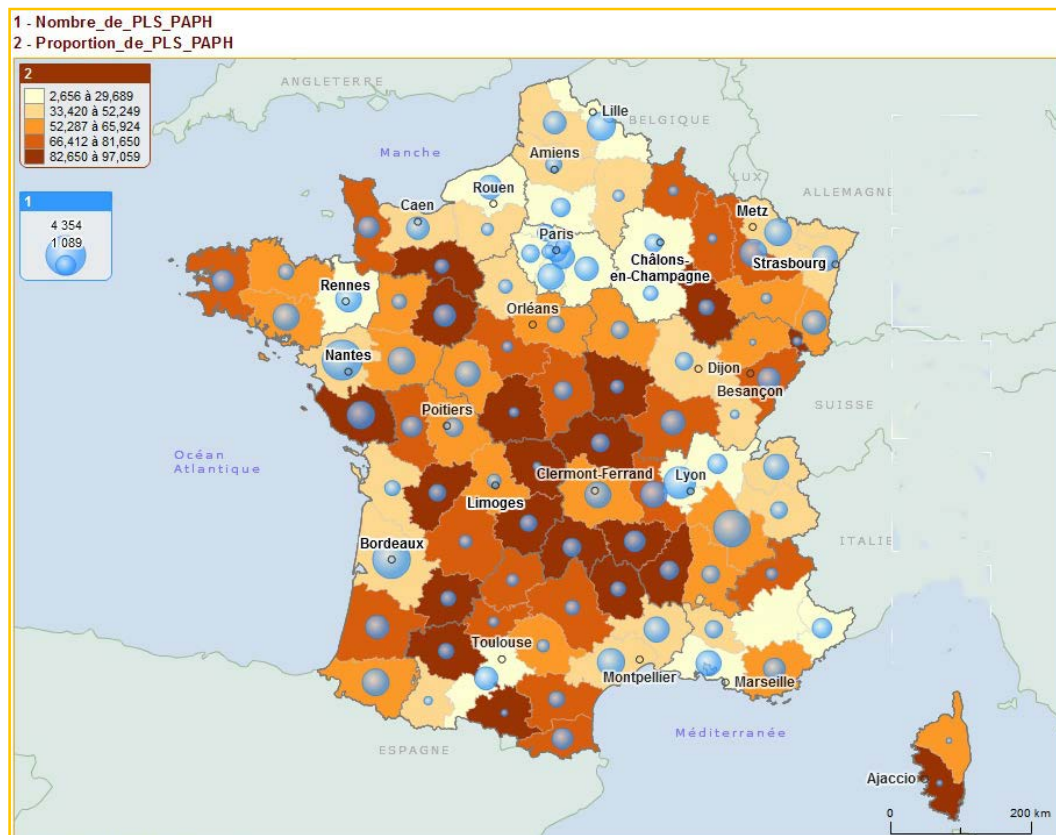 1 - Nombre_de_PLS_PAPH
2 - Proportion_de_PLS_PAPH
2
2,656 à 29,689
33,420 à 52,249
52,287 à 65,924
66,412 à 81,650
82,650 à 97,059
1
4 354
1 089
ANGLETERRE
Lille
BELGIQUE
Manche
Amiens
LUX
ALLEMAGNE
Rouen
Caen
Metz
Paris
Châlons-
en-Champagne
Strasbourg
Rennes
Orléans
Nantes
Dijon
Besançon
SUISSE
Poitiers
Océan
Atlantique
Clermont-Ferrand
Lyon
Limoges
Bordeaux
ITALIE
Toulouse
Montpellier
Marseille
Méditerranée
ESPAGNE
Ajaccio
0
200 km